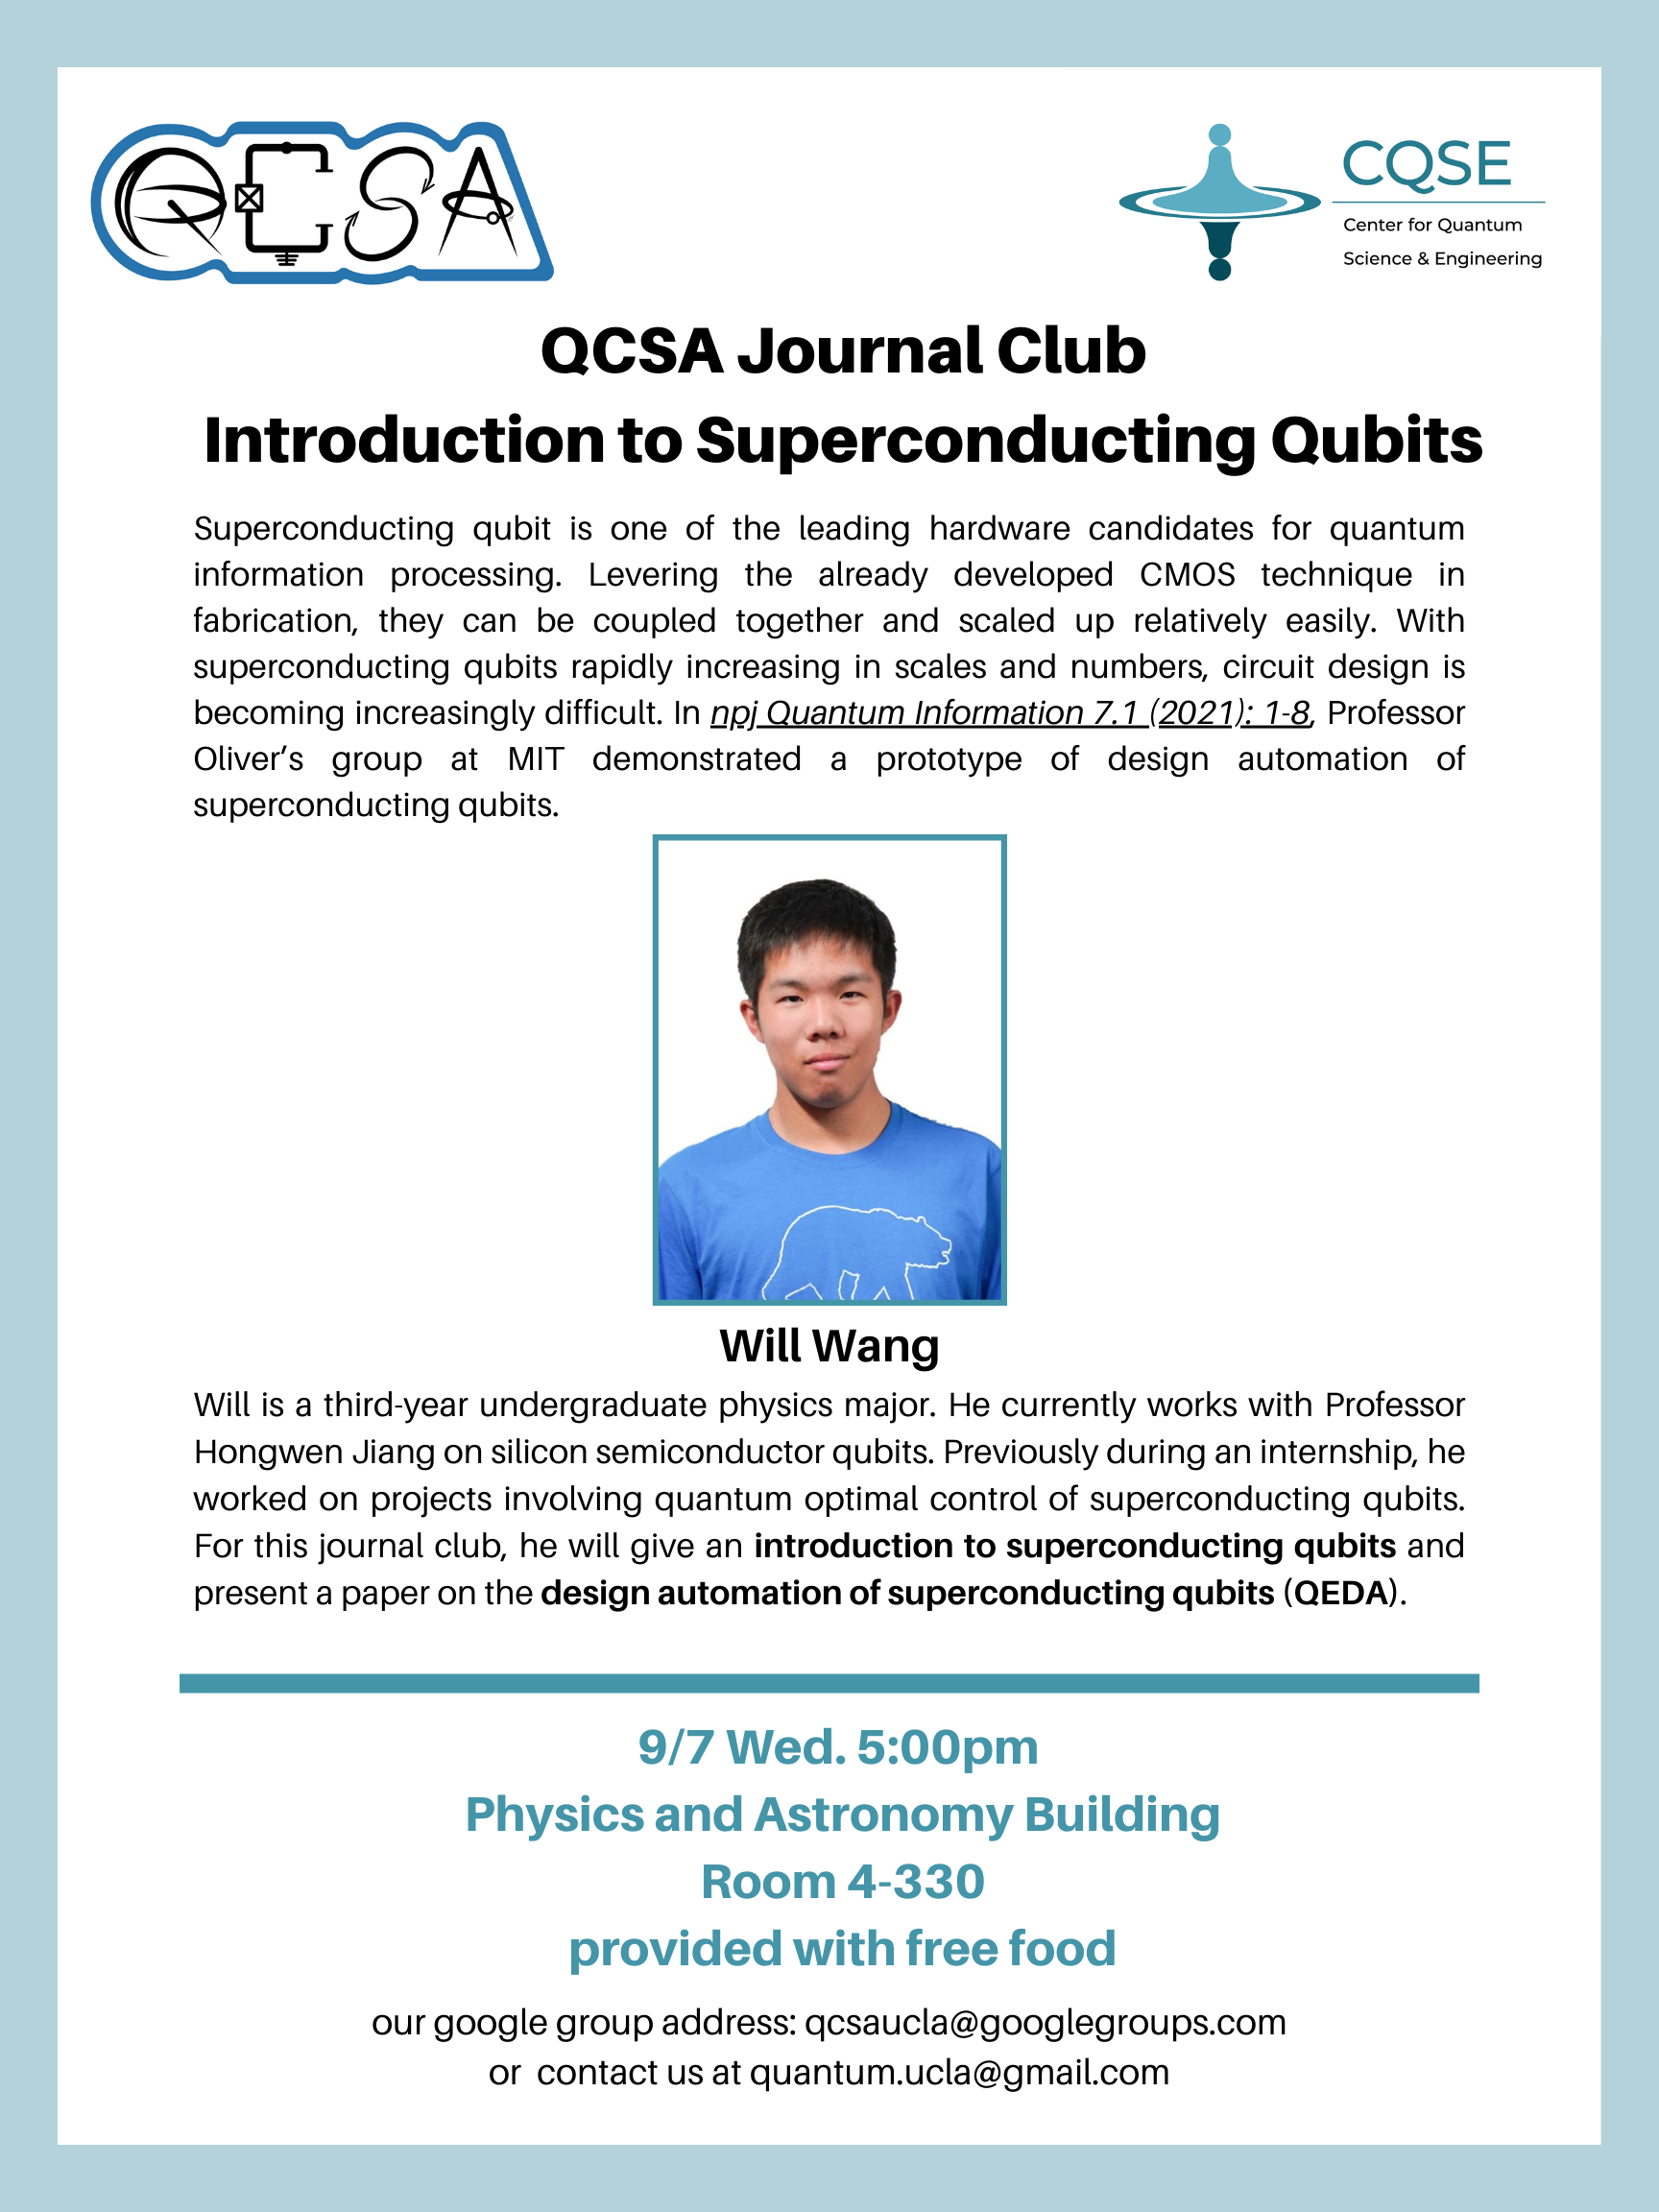 QCSA
CQSE
Center for Quantum
Science & Engineering
QCSA Journal Club
Introduction to Superconducting Qubits
Superconducting qubit is one of the leading hardware candidates for quantum
information processing. Levering the already developed CMOS technique in
fabrication, they can be coupled together and scaled up relatively easily. With
superconducting qubits rapidly increasing in scales and numbers, circuit design is
becoming increasingly difficult. In npj Quantum Information 7.1 (2021): 1-8, Professor
Oliver’s group at MIT demonstrated a prototype of design automation of
superconducting qubits.
Will Wang
Will is a third-year undergraduate physics major. He currently works with Professor
Hongwen Jiang on silicon semiconductor qubits. Previously during an internship, he
worked on projects involving quantum optimal control of superconducting qubits.
For this journal club, he will give an introduction to superconducting qubits and
present a paper on the design automation of superconducting qubits (QEDA).
9/7 Wed. 5:00pm
Physics and Astronomy Building
Room 4-330
provided with free food
our google group address: qcsaucla@googlegroups.com
or contact us at quantum.ucla@gmail.com